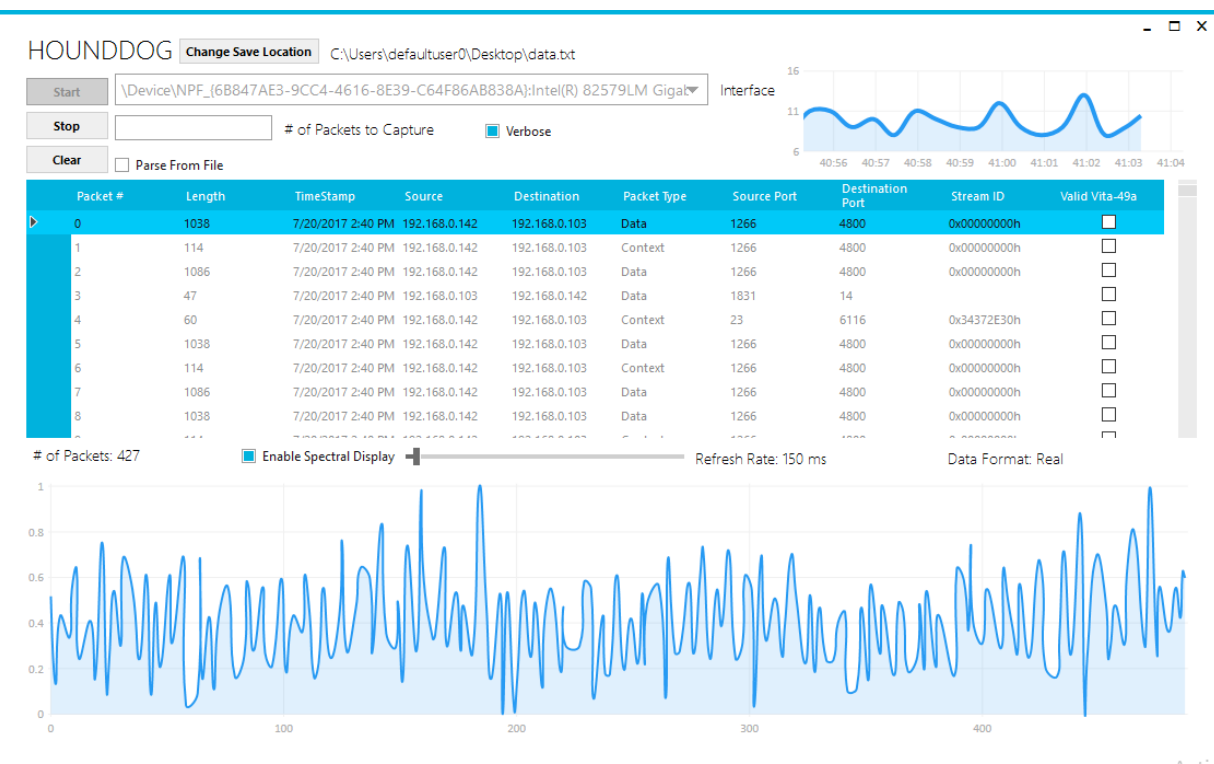 HOUNDDOG Change Save Location C:\Users\defaultuser0\Desktop\data.txt
Start \Device\NPF_{6B847AE3-9CC4-4616-8E39-C64F86AB838A}:Intel(R) 82579LM Gigab Interface
Stop # of Packets to Capture Verbose
Clear Parse From File
16
11
6
40:56 40:57 40:58 40:59 41:00 41:01 41:02 41:03 41:04
Packet # Length TimeStamp Source Destination Packet Type Source Port Destination Port Stream ID Valid Vita-49a
0 1038 7/20/2017 2:40 PM 192.168.0.142 192.168.0.103 Data 1266 4800 0x00000000h
1 114 7/20/2017 2:40 PM 192.168.0.142 192.168.0.103 Context 1266 4800 0x00000000h
2 1086 7/20/2017 2:40 PM 192.168.0.142 192.168.0.103 Data 1266 4800 0x00000000h
3 47 7/20/2017 2:40 PM 192.168.0.103 192.168.0.142 Data 1831 14
4 60 7/20/2017 2:40 PM 192.168.0.142 192.168.0.103 Context 23 6116 0x34372E30h
5 1038 7/20/2017 2:40 PM 192.168.0.142 192.168.0.103 Data 1266 4800 0x00000000h
6 114 7/20/2017 2:40 PM 192.168.0.142 192.168.0.103 Context 1266 4800 0x00000000h
7 1086 7/20/2017 2:40 PM 192.168.0.142 192.168.0.103 Data 1266 4800 0x00000000h
8 1038 7/20/2017 2:40 PM 192.168.0.142 192.168.0.103 Data 1266 4800 0x00000000h
# of Packets: 427 Enable Spectral Display Refresh Rate: 150 ms Data Format: Real
1
0.8
0.6
0.4
0.2
0
0 100 200 300 400